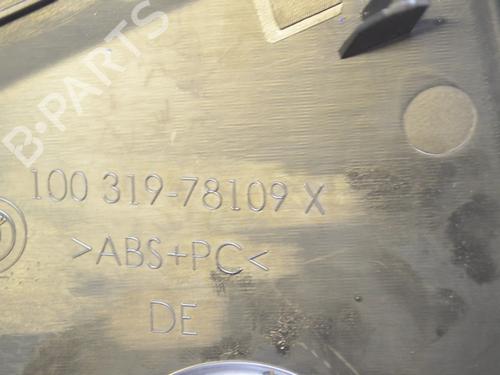 B-PARTS
100 319-78109 X
>ABS+PC<
DE